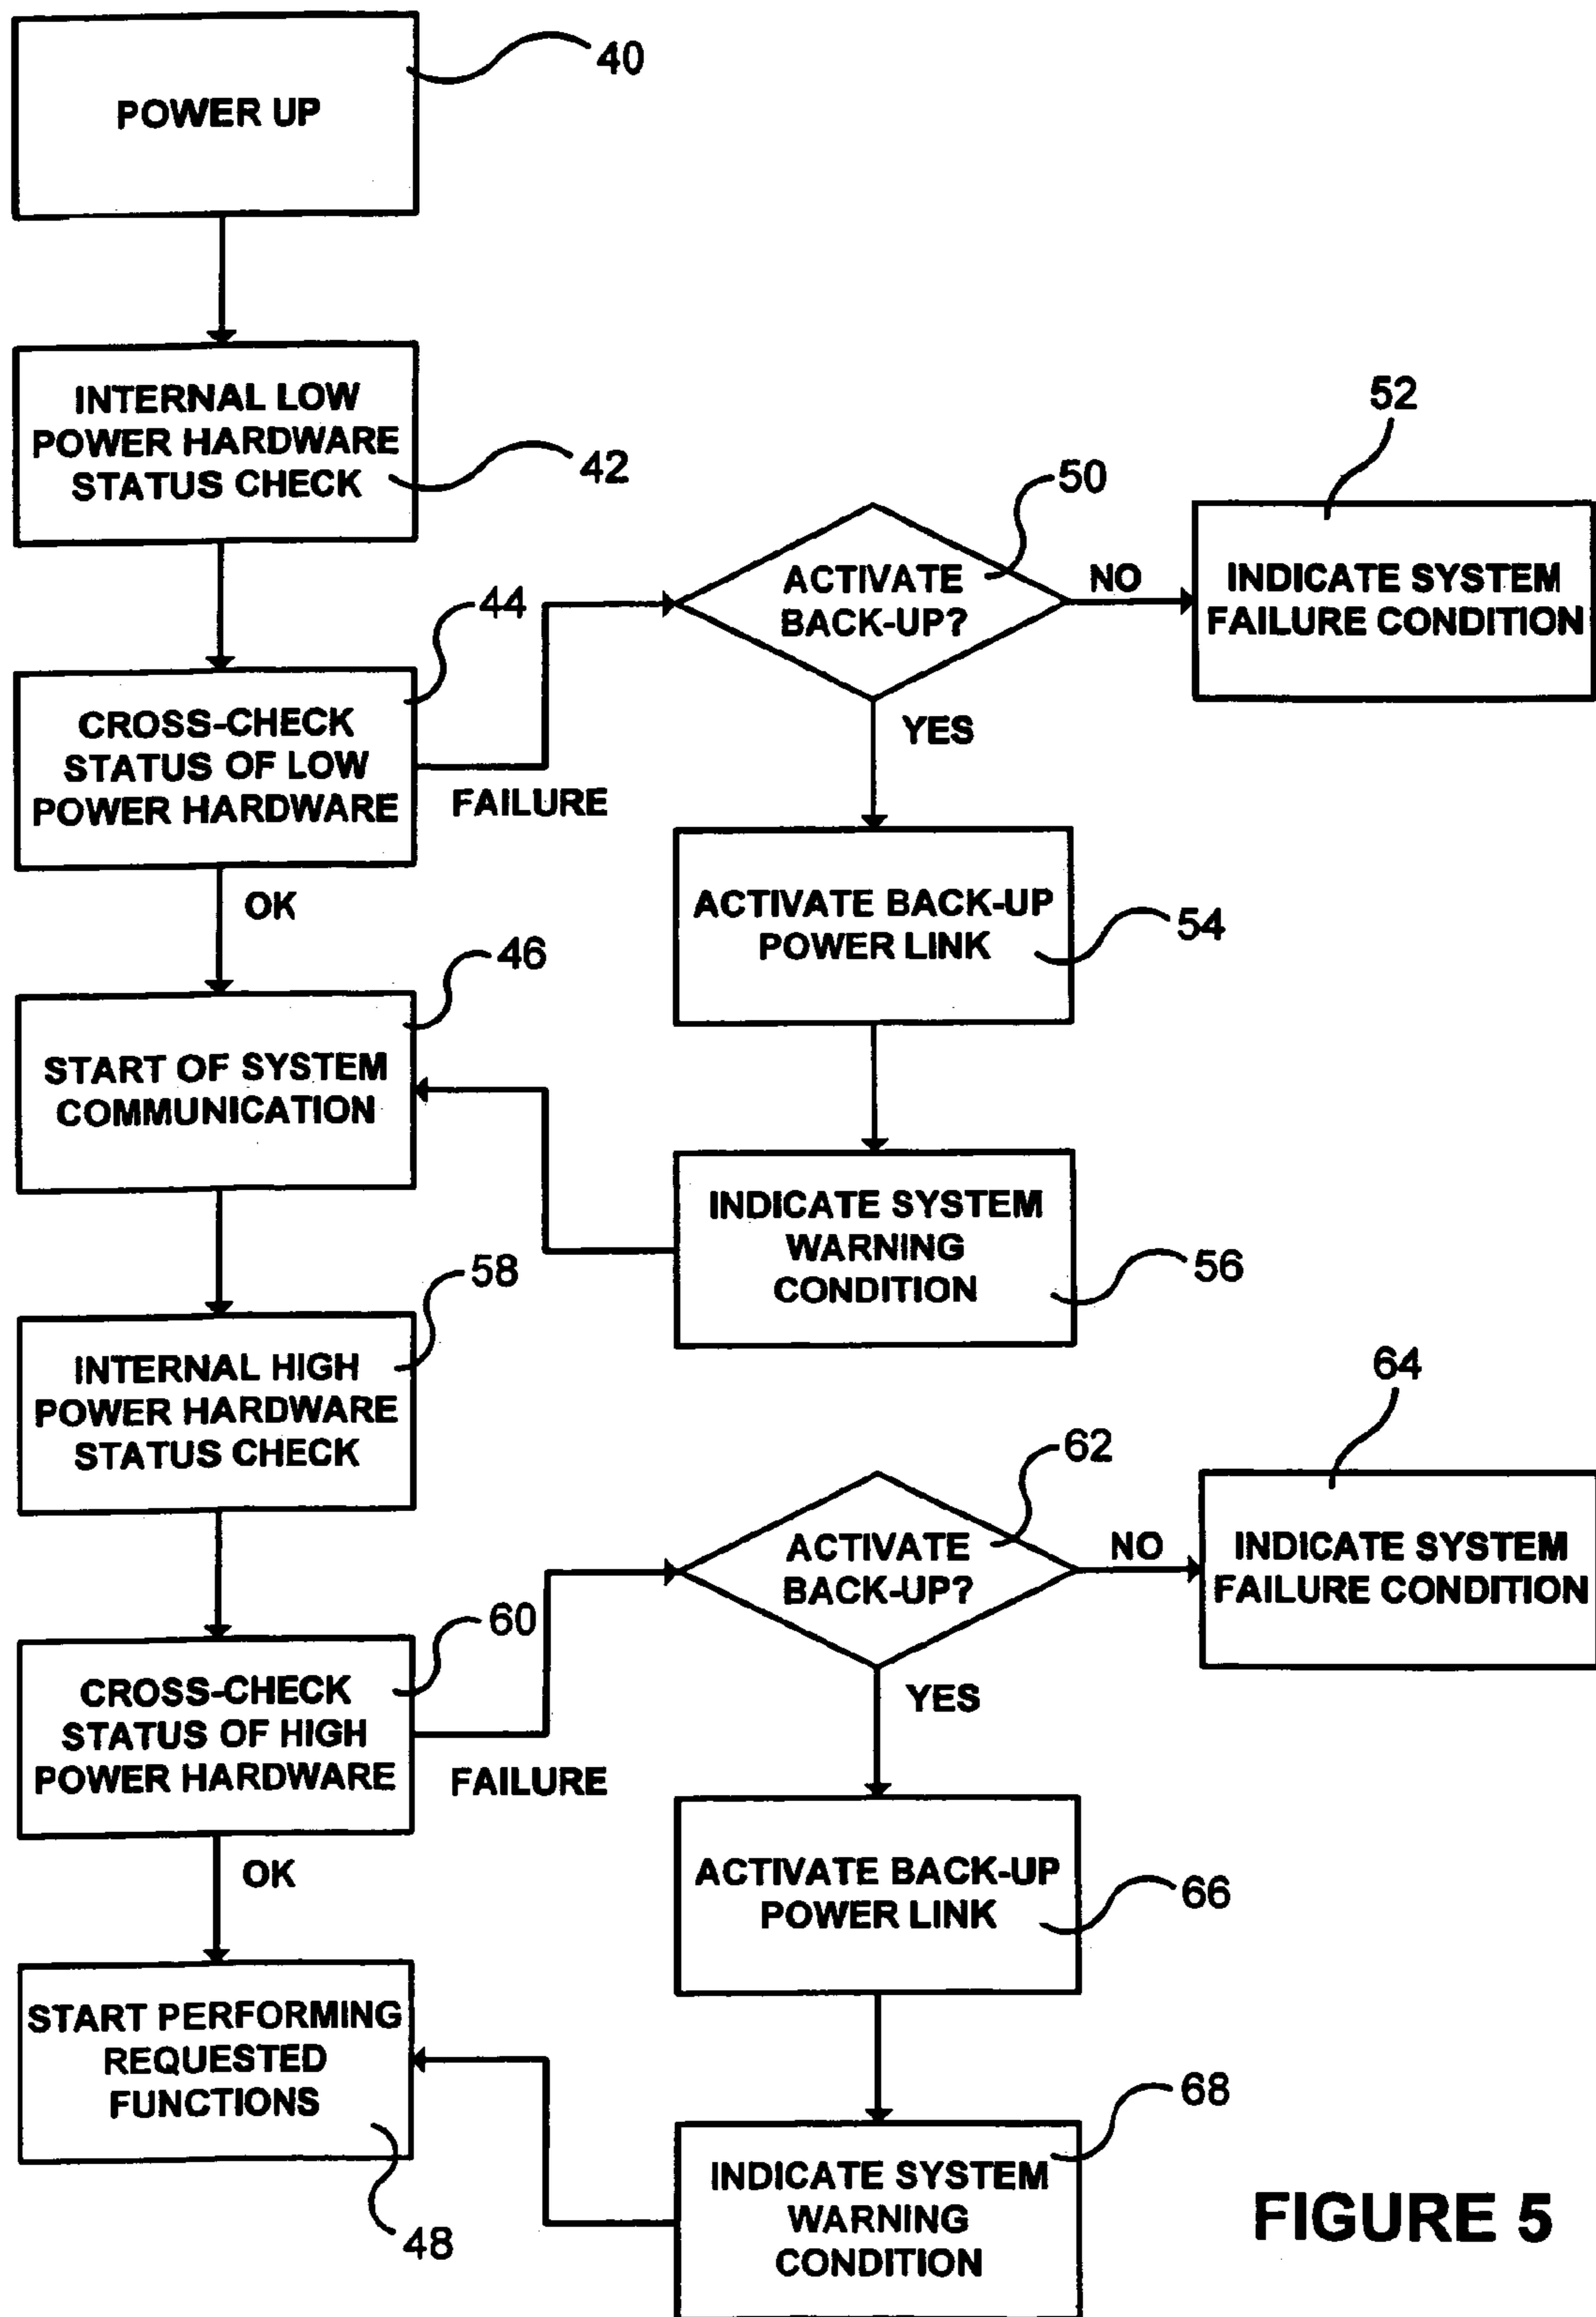 40
POWER UP
INTERNAL LOW
POWER HARDWARE
STATUS CHECK
42
52
50
ACTIVATE
BACK-UP?
NO
INDICATE SYSTEM
FAILURE CONDITION
44
CROSS-CHECK
STATUS OF LOW
POWER HARDWARE
FAILURE
YES
OK
ACTIVATE BACK-UP
POWER LINK
54
46
START OF SYSTEM
COMMUNICATION
INDICATE SYSTEM
WARNING
CONDITION
56
58
INTERNAL HIGH
POWER HARDWARE
STATUS CHECK
64
62
ACTIVATE
BACK-UP?
NO
INDICATE SYSTEM
FAILURE CONDITION
60
CROSS-CHECK
STATUS OF HIGH
POWER HARDWARE
FAILURE
YES
OK
ACTIVATE BACK-UP
POWER LINK
66
START PERFORMING
REQUESTED
FUNCTIONS
48
68
INDICATE SYSTEM
WARNING
CONDITION
FIGURE 5